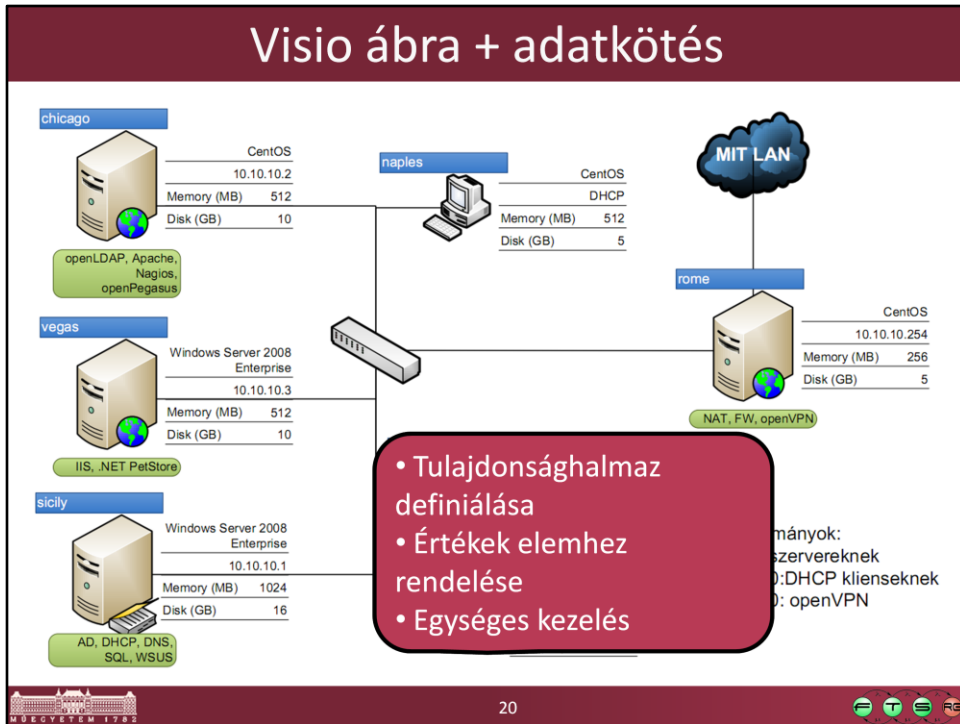 Visio ábra + adatkötés
chicago
CentOS
10.10.10.2
Memory (MB) 512
Disk (GB) 10
openLDAP, Apache,
Nagios,
openPegasus
naples
CentOS
DHCP
Memory (MB) 512
Disk (GB) 5
MIT LAN
rome
CentOS
10.10.10.254
Memory (MB) 256
Disk (GB) 5
NAT, FW, openVPN
vegas
Windows Server 2008
Enterprise
10.10.10.3
Memory (MB) 512
Disk (GB) 10
IIS, .NET PetStore
sicily
Windows Server 2008
Enterprise
10.10.10.1
Memory (MB) 1024
Disk (GB) 16
AD, DHCP, DNS,
SQL, WSUS
• Tulajdonsághalmaz
definiálása
• Értékek elemhez
rendelése
• Egységes kezelés
mányok:
szervereknek
0:DHCP klienseknek
0: openVPN
MŰEGYETEM 1782
20
F T S RG